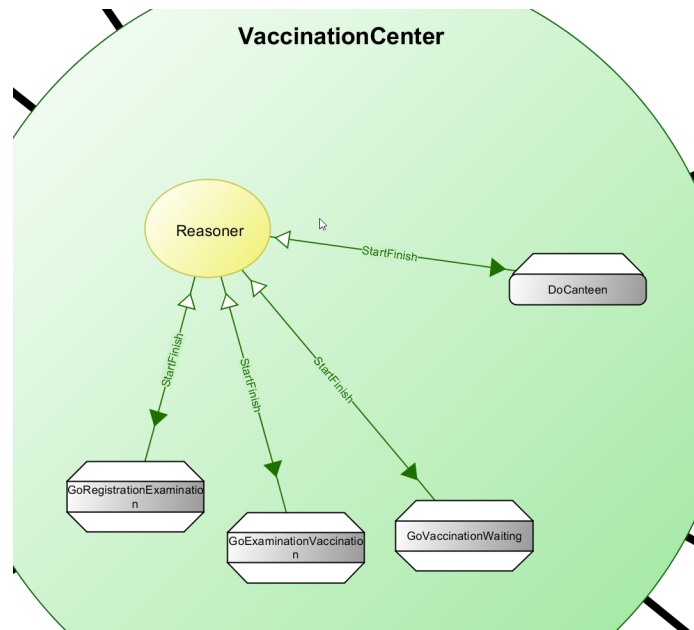 VaccinationCenter
Reasoner
StartFinish
DoCanteen
StartFinish
StartFinish
StartFinish
GoRegistrationExaminatio
n
GoExaminationVaccinatio
n
GoVaccinationWaiting